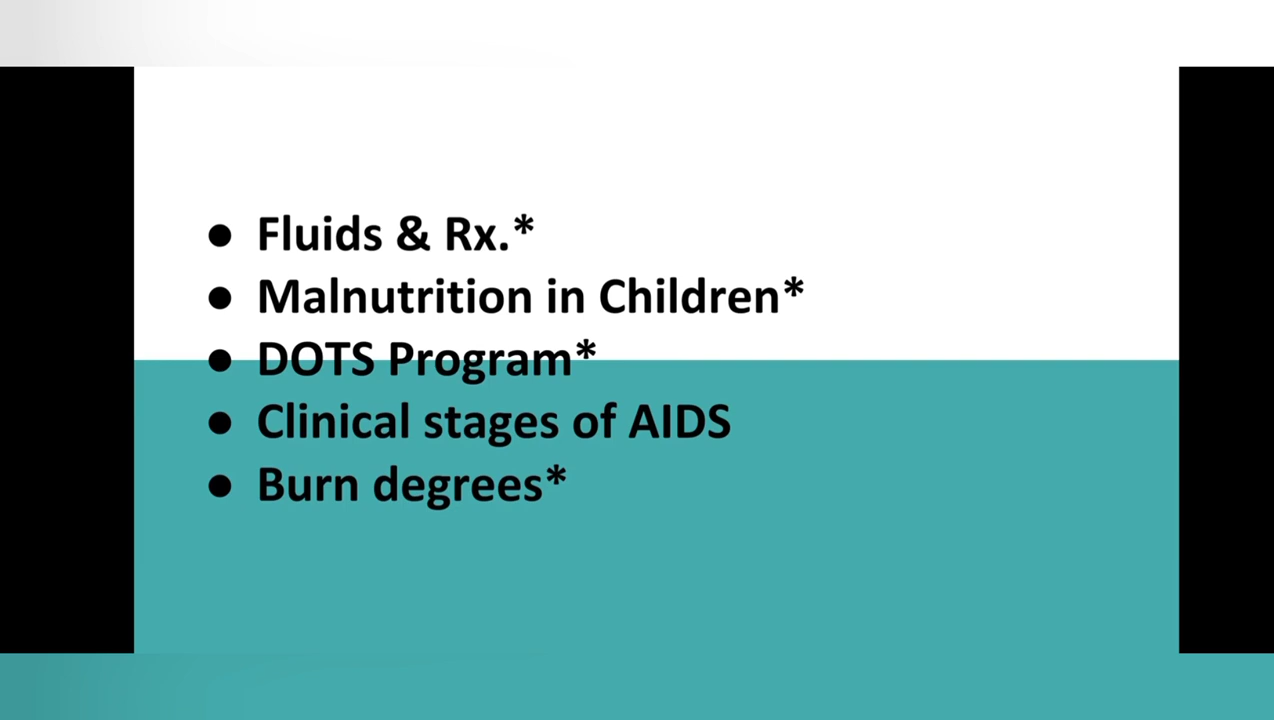 ● Fluids & Rx.*
● Malnutrition in Children*
● DOTS Program*
● Clinical stages of AIDS
● Burn degrees*